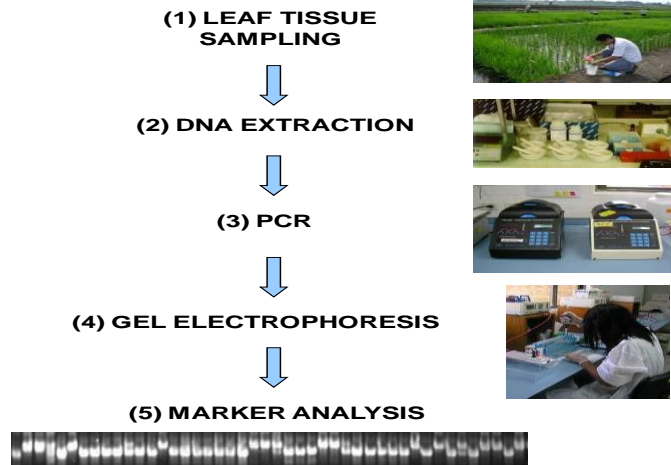 (1) LEAF TISSUE
SAMPLING
(2) DNA EXTRACTION
(3) PCR
(4) GEL ELECTROPHORESIS
(5) MARKER ANALYSIS